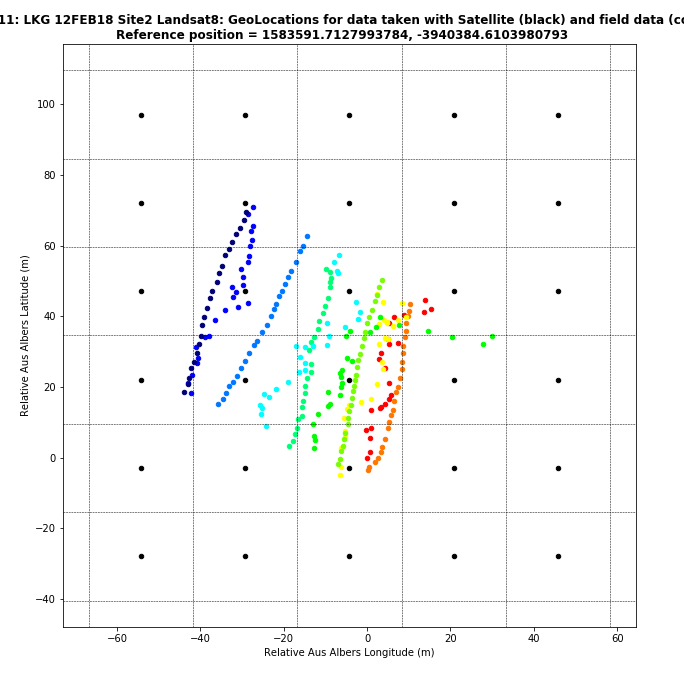 11: LKG 12FEB18 Site2 Landsat8: GeoLocations for data taken with Satellite (black) and field data (co
Reference position = 1583591.7127993784, -3940384.6103980793
100
80
60
40
20
0
−20
−40
Relative Aus Albers Latitude (m)
−60 −40 −20 0 20 40 60
Relative Aus Albers Longitude (m)